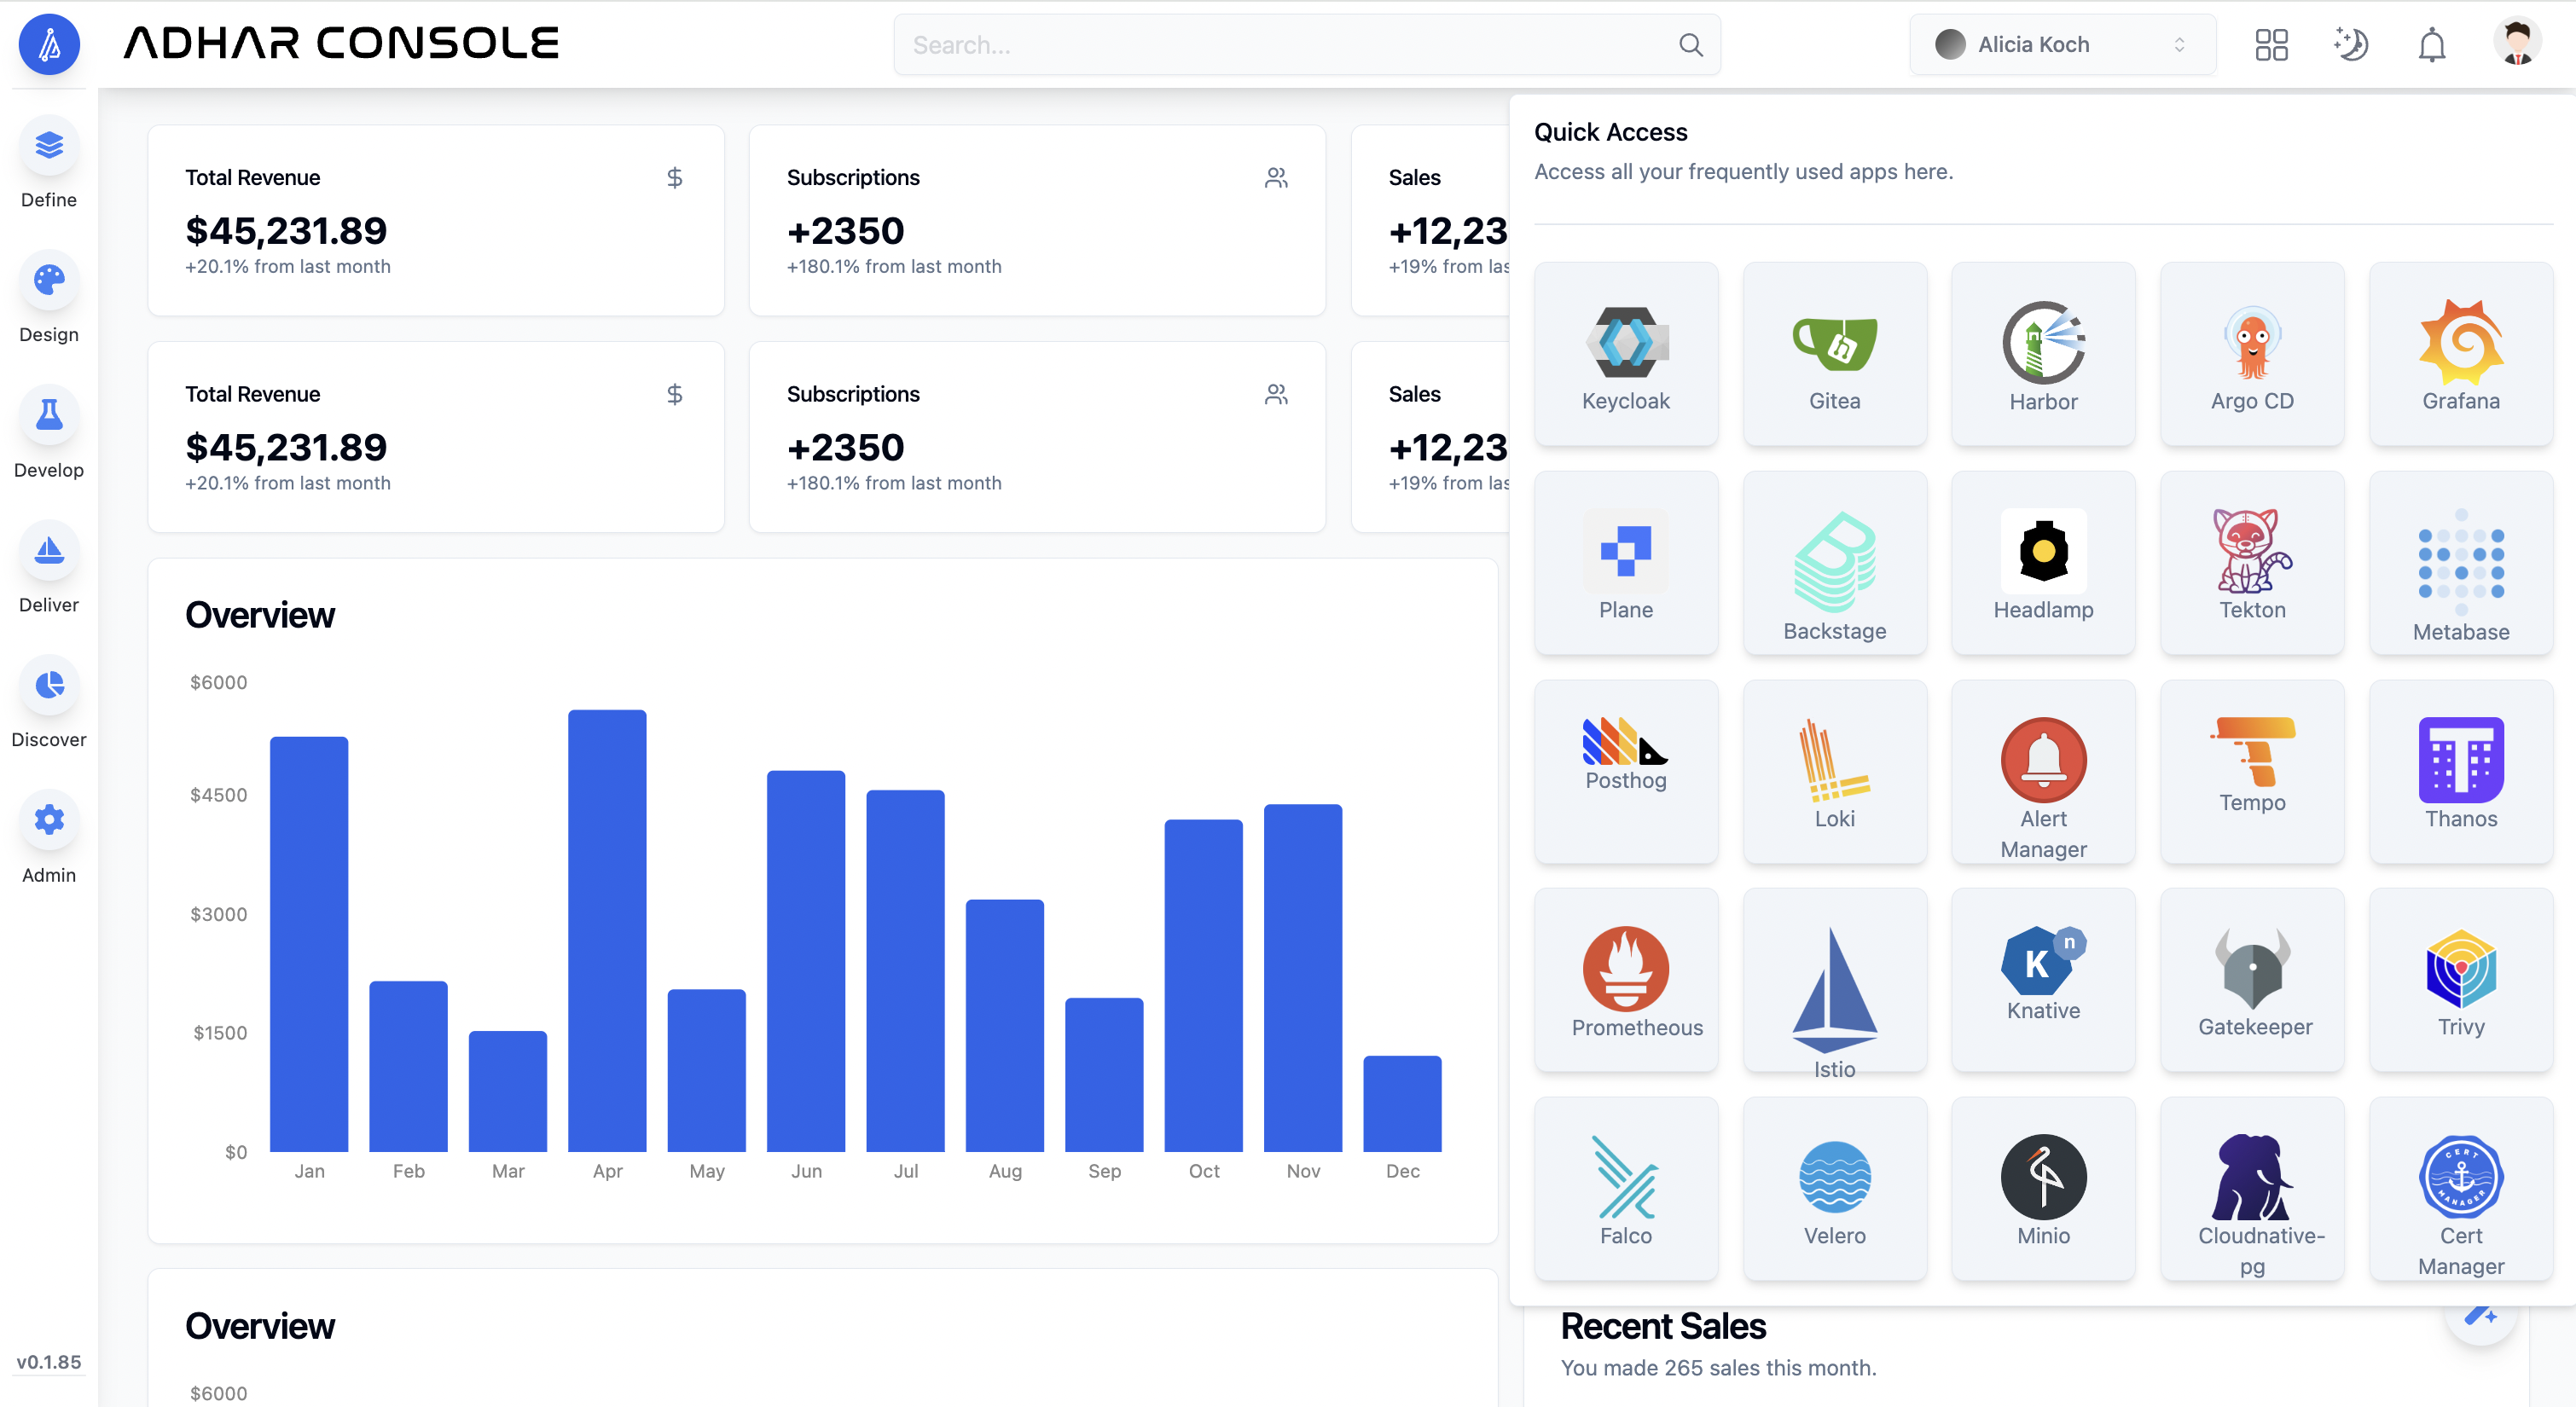 ADHAR CONSOLE
Search...
Alicia Koch
Define
Design
Develop
Deliver
Discover
Admin
v0.1.85
Total Revenue
$
$45,231.89
+20.1% from last month
Subscriptions
+2350
+180.1% from last month
Sales
+12,23
+19% from las
Total Revenue
$
$45,231.89
+20.1% from last month
Subscriptions
+2350
+180.1% from last month
Sales
+12,23
+19% from las
Overview
$6000
$4500
$3000
$1500
$0
Jan Feb Mar Apr May Jun Jul Aug Sep Oct Nov Dec
Overview
$6000
Quick Access
Access all your frequently used apps here.
Keycloak
Gitea
Harbor
Argo CD
Grafana
Plane
Backstage
Headlamp
Tekton
Metabase
Posthog
Loki
Alert
Manager
Tempo
T
Thanos
Prometheous
Istio
K n
Knative
Gatekeeper
Trivy
Falco
Velero
Minio
Cloudnative-
pg
CERT
MANAGER
Cert
Manager
Recent Sales
You made 265 sales this month.